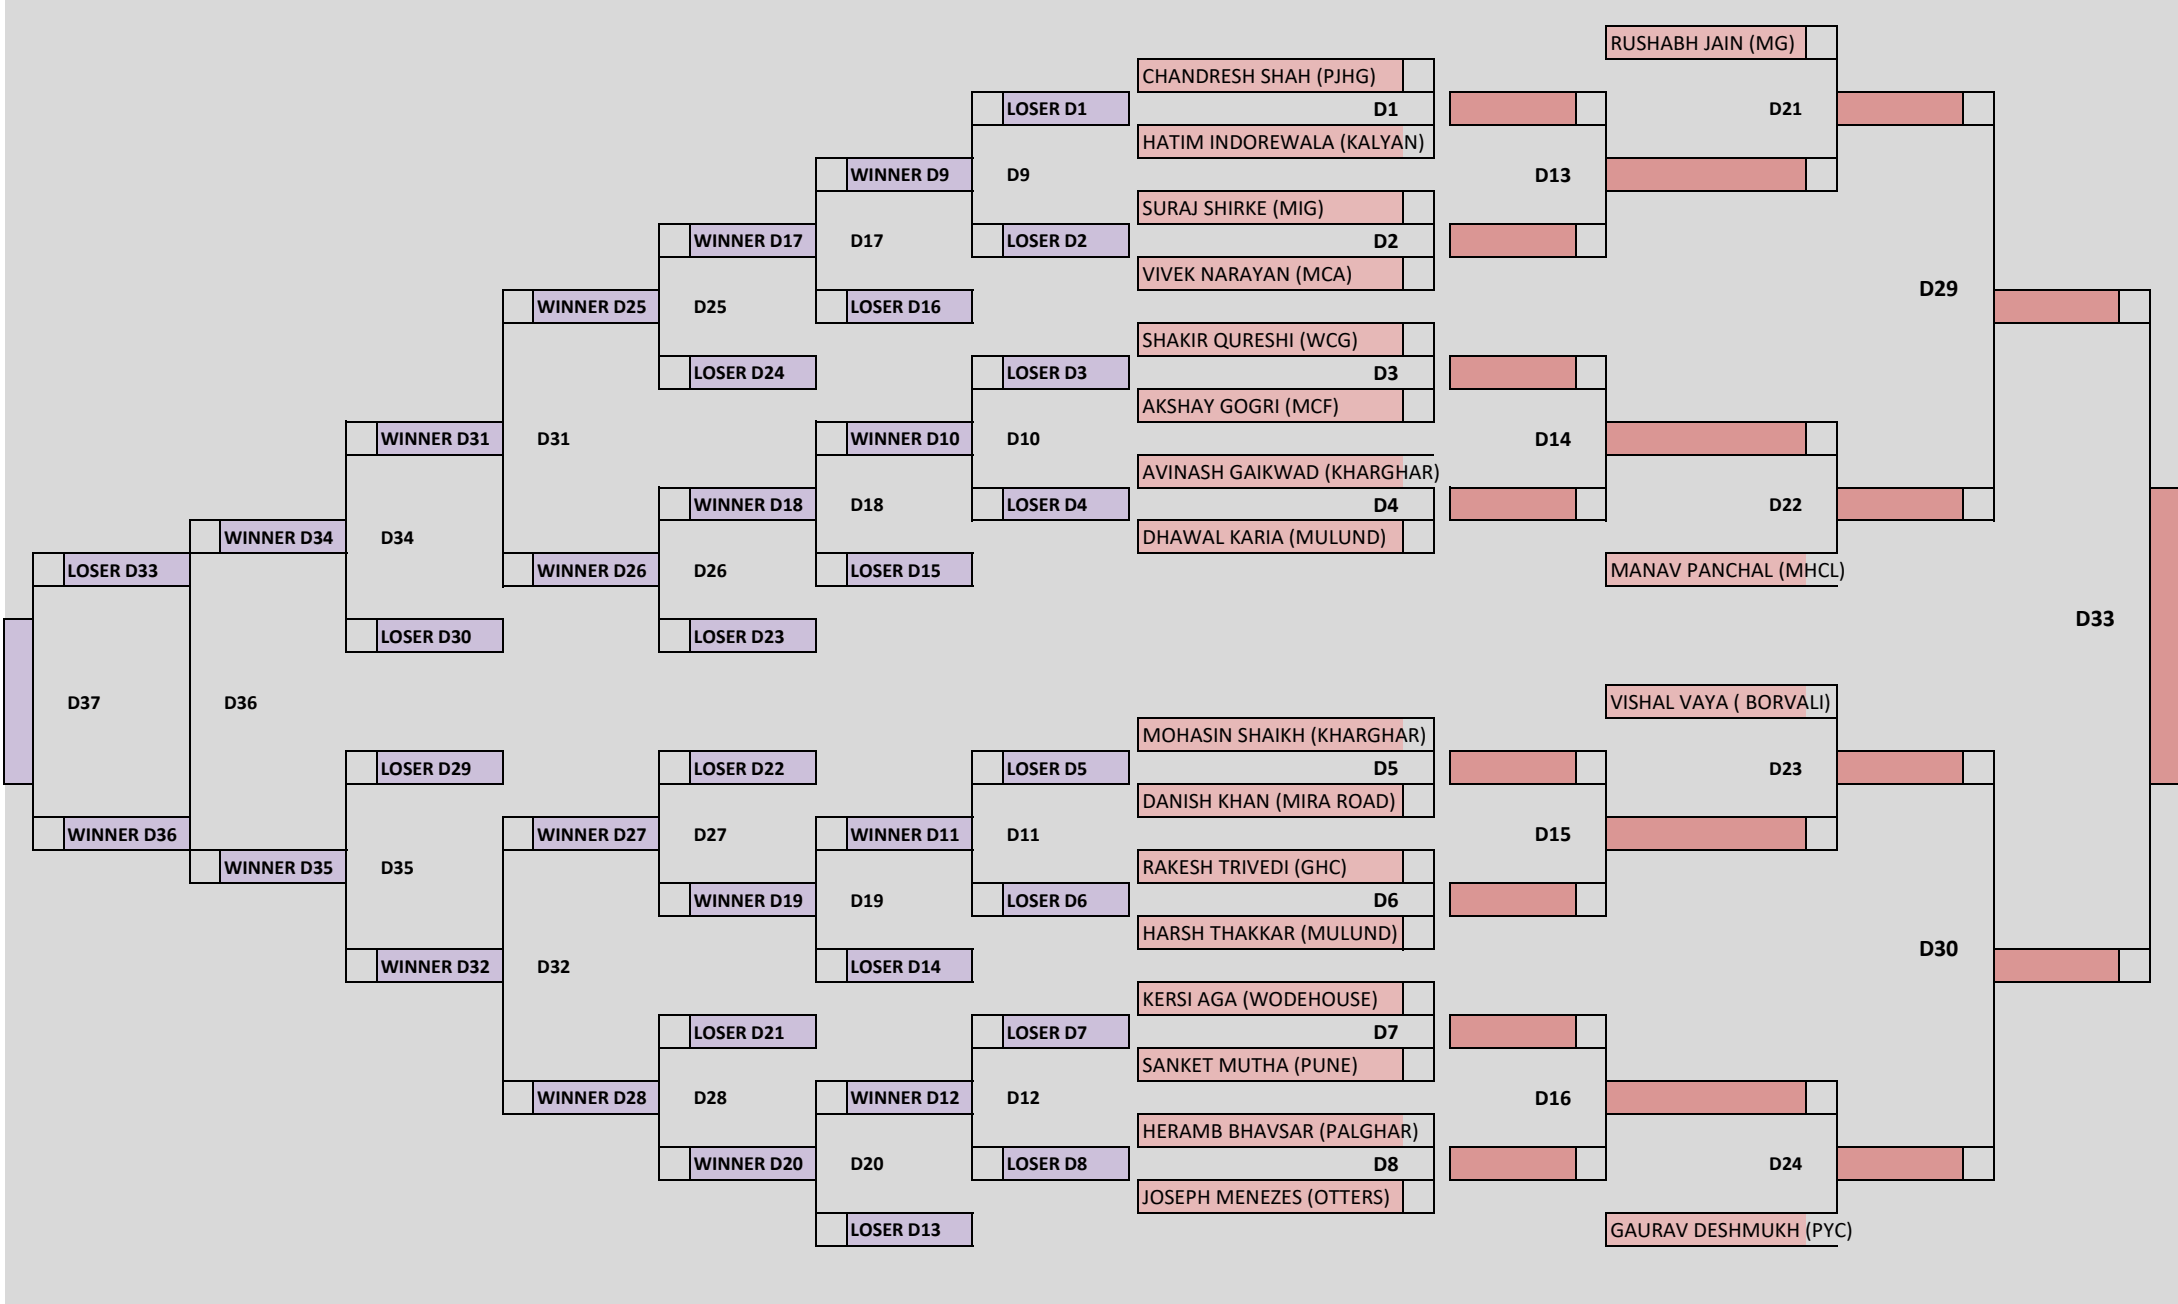 RUSHABH JAIN (MG)
CHANDRESH SHAH (PJHG)
LOSER D1 D1 D21
HATIM INDOREWALA (KALYAN)
WINNER D9 D9 D13
SURAJ SHIRKE (MIG)
WINNER D17 D17 LOSER D2 D2
VIVEK NARAYAN (MCA)
D29
WINNER D25 D25 LOSER D16
SHAKIR QURESHI (WCG)
LOSER D24 LOSER D3 D3
AKSHAY GOGRI (MCF)
WINNER D31 D31 WINNER D10 D10 D14
AVINASH GAIKWAD (KHARGHAR)
WINNER D18 D18 LOSER D4 D4 D22
WINNER D34 D34 DHAWAL KARIA (MULUND)
LOSER D33 WINNER D26 D26 LOSER D15 MANAV PANCHAL (MHCL)
D33
LOSER D30 LOSER D23
D37 D36 VISHAL VAYA ( BORVALI)
MOHASIN SHAIKH (KHARGHAR)
LOSER D29 LOSER D22 LOSER D5 D5 D23
DANISH KHAN (MIRA ROAD)
WINNER D36 WINNER D27 D27 WINNER D11 D11 D15
WINNER D35 D35 RAKESH TRIVEDI (GHC)
WINNER D19 D19 LOSER D6 D6
HARSH THAKKAR (MULUND)
D30
WINNER D32 D32 LOSER D14
KERSI AGA (WODEHOUSE)
LOSER D21 LOSER D7 D7
SANKET MUTHA (PUNE)
WINNER D28 D28 WINNER D12 D12 D16
HERAMB BHAVSAR (PALGHAR)
WINNER D20 D20 LOSER D8 D8 D24
JOSEPH MENEZES (OTTERS)
LOSER D13 GAURAV DESHMUKH (PYC)